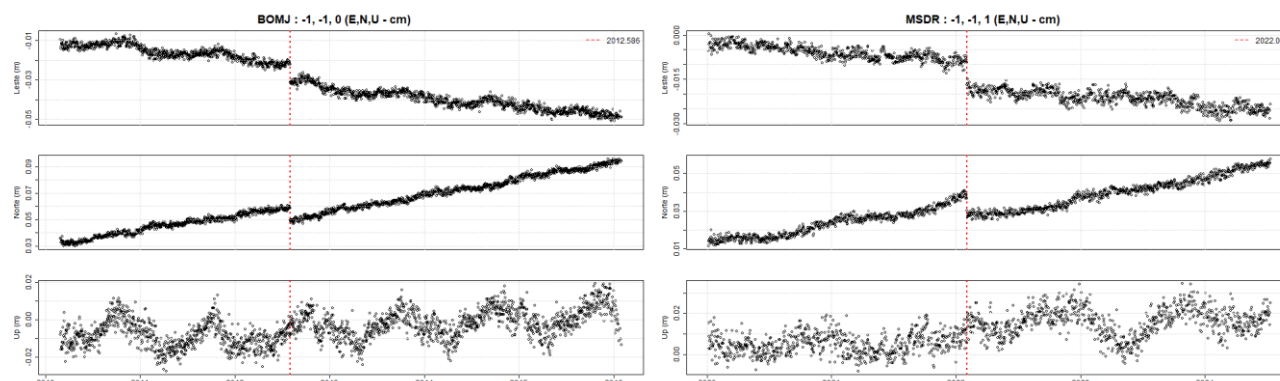 BOMJ : -1, -1, 0 (E,N,U - cm)
2012.586
Leste (m)
-0.01
-0.03
-0.05
Norte (m)
0.09
0.07
0.05
0.03
Up (m)
0.02
0.00
-0.02
MSDR : -1, -1, 1 (E,N,U - cm)
2022.0
Leste (m)
0.000
-0.015
-0.030
Norte (m)
0.05
0.03
0.01
Up (m)
0.02
0.00